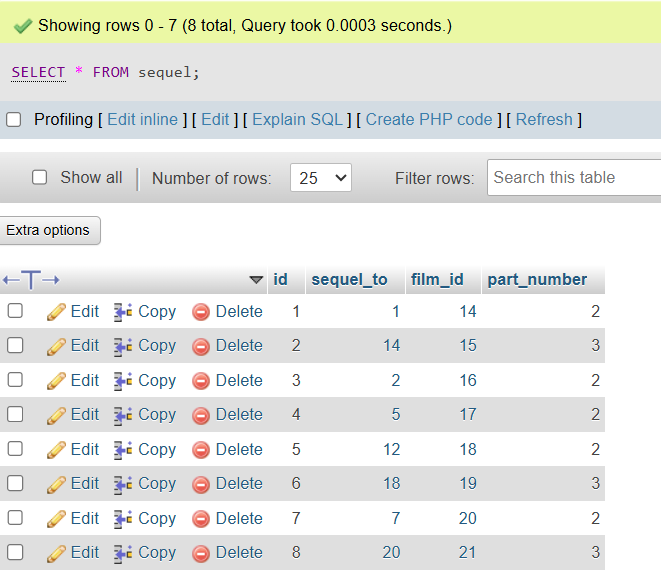 Showing rows 0 - 7 (8 total, Query took 0.0003 seconds.)
SELECT * FROM sequel;
Profiling [ Edit inline ] [ Edit ] [ Explain SQL ] [ Create PHP code ] [ Refresh ]
Show all Number of rows: 25 Filter rows: Search this table
Extra options
id sequel_to film_id part_number
Edit Copy Delete 1 1 14 2
Edit Copy Delete 2 14 15 3
Edit Copy Delete 3 2 16 2
Edit Copy Delete 4 5 17 2
Edit Copy Delete 5 12 18 2
Edit Copy Delete 6 18 19 3
Edit Copy Delete 7 7 20 2
Edit Copy Delete 8 20 21 3